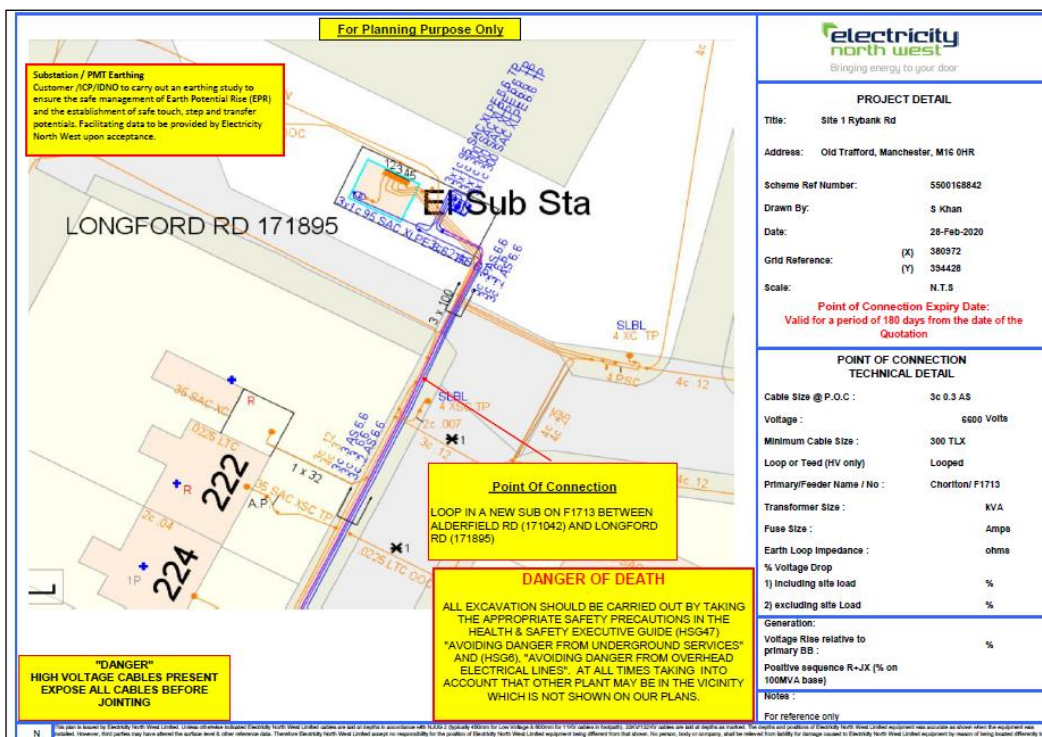 For Planning Purpose Only
Substation / PMT Earthing
Customer /ICP/IDNO to carry out an earthing study to
ensure the safe management of Earth Potential Rise (EPR)
and the establishment of safe touch, step and transfer
potentials. Facilitating data to be provided by Electricity
North West upon acceptance.
12345
El Sub Sta
LONGFORD RD 171895
3 x 100
SLBL
4 XC TP
4 PSC
4c .12
SLBL
4 XSC TP
2c .007
3c .12
1
35 SAC XC
R
.0225 LTC
222
1 x 32
R
A.P.
35 SAC XSC TP
2c .04
224
1P
1
.0225 LTC
L
Point Of Connection
LOOP IN A NEW SUB ON F1713 BETWEEN
ALDERFIELD RD (171042) AND LONGFORD
RD (171895)
DANGER OF DEATH
ALL EXCAVATION SHOULD BE CARRIED OUT BY TAKING
THE APPROPRIATE SAFETY PRECAUTIONS IN THE
HEALTH & SAFETY EXECUTIVE GUIDE (HSG47)
"AVOIDING DANGER FROM UNDERGROUND SERVICES"
AND (HSG6), "AVOIDING DANGER FROM OVERHEAD
ELECTRICAL LINES". AT ALL TIMES TAKING INTO
ACCOUNT THAT OTHER PLANT MAY BE IN THE VICINITY
WHICH IS NOT SHOWN ON OUR PLANS.
"DANGER"
HIGH VOLTAGE CABLES PRESENT
EXPOSE ALL CABLES BEFORE
JOINTING
electricity
north west
Bringing energy to your door
PROJECT DETAIL
Title: Site 1 Rybank Rd
Address: Old Trafford, Manchester, M16 0HR
Scheme Ref Number: 5500168842
Drawn By: S Khan
Date: 28-Feb-2020
Grid Reference: (X) 380972
(Y) 394428
Scale: N.T.S
Point of Connection Expiry Date:
Valid for a period of 180 days from the date of the
Quotation
POINT OF CONNECTION
TECHNICAL DETAIL
Cable Size @ P.O.C : 3c 0.3 AS
Voltage : 6600 Volts
Minimum Cable Size : 300 TLX
Loop or Teed (HV only) Looped
Primary/Feeder Name / No : Chorlton/ F1713
Transformer Size : kVA
Fuse Size : Amps
Earth Loop Impedance : ohms
% Voltage Drop
1) Including site load %
2) excluding site Load %
Generation:
Voltage Rise relative to
primary BB : %
Positive sequence R+JX (% on
100MVA base)
Notes :
For reference only
N